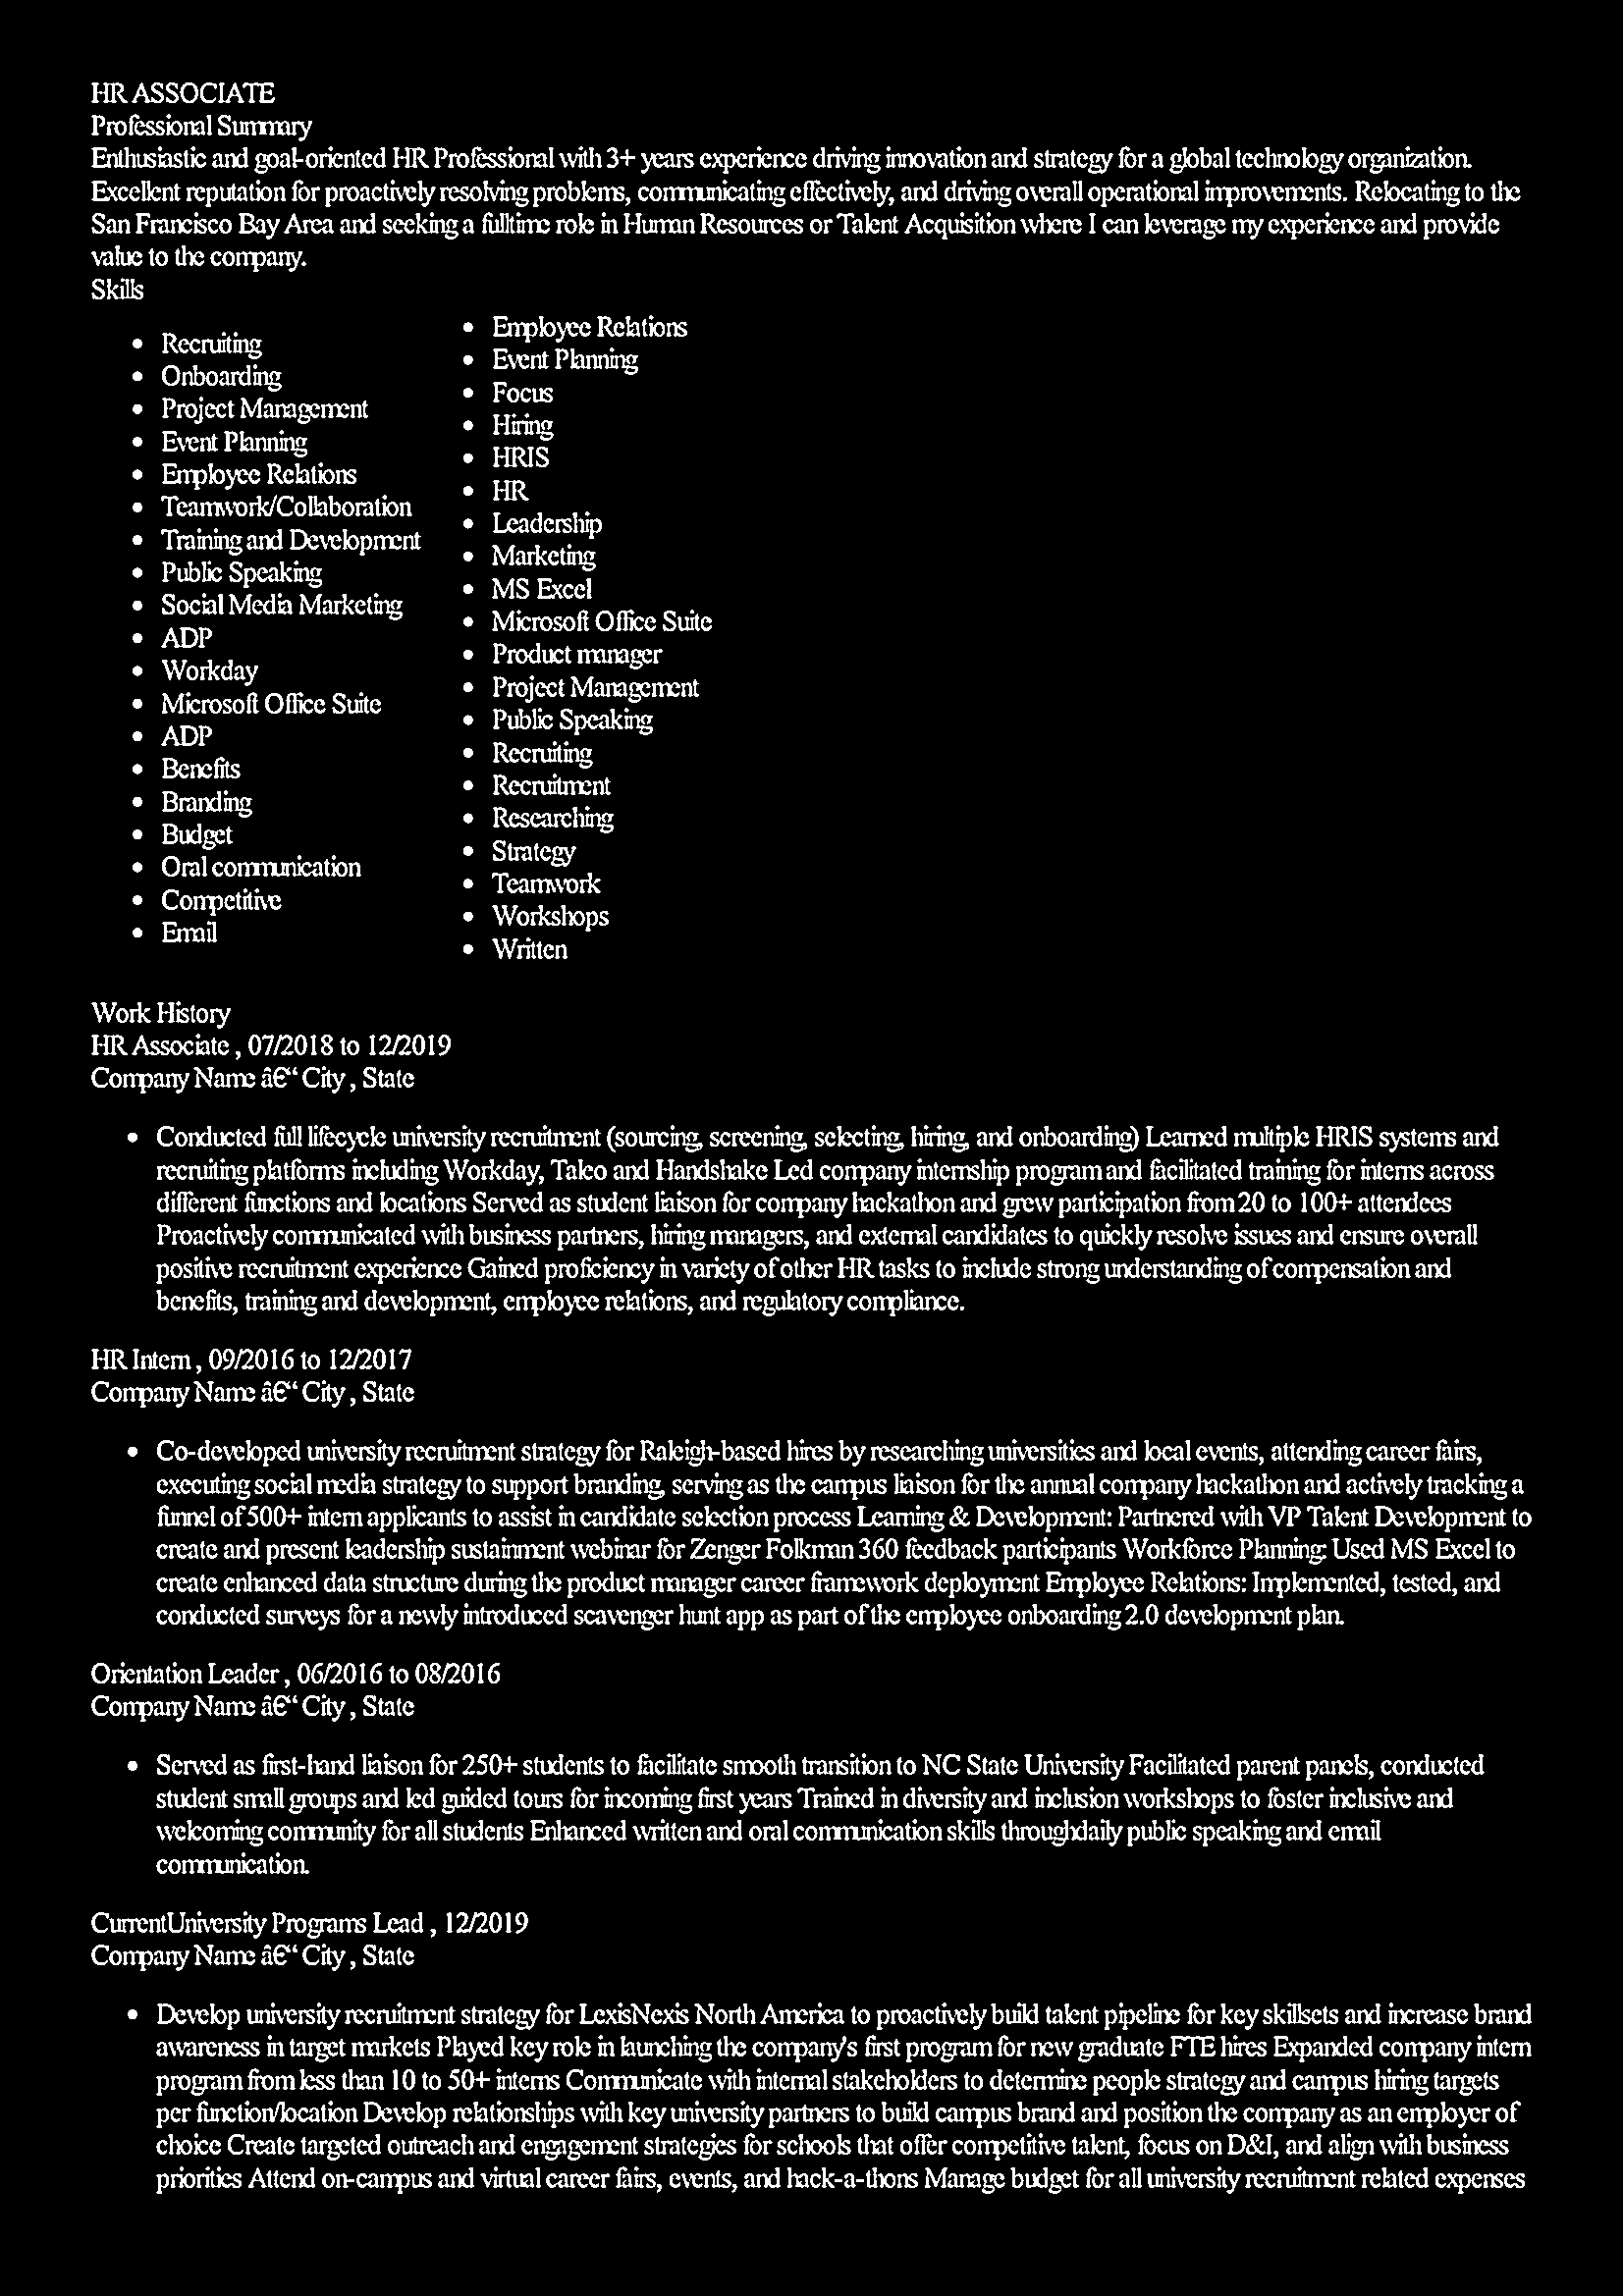 HR ASSOCIATE
Professional Summary
Enthusiastic and goal-oriented HR Professional with 3+ years experience driving innovation and strategy for a global technology organization.
Excellent reputation for proactively resolving problems, communicating effectively, and driving overall operational improvements. Relocating to the
San Francisco Bay Area and seeking a fulltime role in Human Resources or Talent Acquisition where I can leverage my experience and provide
value to the company.
Skills
• Recruiting
• Onboarding
• Project Management
• Event Planning
• Employee Relations
• Teamwork/Collaboration
• Training and Development
• Public Speaking
• Social Media Marketing
• ADP
• Workday
• Microsoft Office Suite
• ADP
• Benefits
• Branding
• Budget
• Oral communication
• Competitive
• Email
• Employee Relations
• Event Planning
• Focus
• Hiring
• HRIS
• HR
• Leadership
• Marketing
• MS Excel
• Microsoft Office Suite
• Product manager
• Project Management
• Public Speaking
• Recruiting
• Recruitment
• Researching
• Strategy
• Teamwork
• Workshops
• Written
Work History
HR Associate , 07/2018 to 12/2019
Company Name â€“ City , State
• Conducted full lifecycle university recruitment (sourcing, screening, selecting, hiring, and onboarding) Learned multiple HRIS systems and
recruiting platforms including Workday, Taleo and Handshake Led company internship program and facilitated training for interns across
different functions and locations Served as student liaison for company hackathon and grew participation from 20 to 100+ attendees
Proactively communicated with business partners, hiring managers, and external candidates to quickly resolve issues and ensure overall
positive recruitment experience Gained proficiency in variety of other HR tasks to include strong understanding of compensation and
benefits, training and development, employee relations, and regulatory compliance.
HR Intern , 09/2016 to 12/2017
Company Name â€“ City , State
• Co-developed university recruitment strategy for Raleigh-based hires by researching universities and local events, attending career fairs,
executing social media strategy to support branding, serving as the campus liaison for the annual company hackathon and actively tracking a
funnel of 500+ intern applicants to assist in candidate selection process Learning & Development: Partnered with VP Talent Development to
create and present leadership sustainment webinar for Zenger Folkman 360 feedback participants Workforce Planning: Used MS Excel to
create enhanced data structure during the product manager career framework deployment Employee Relations: Implemented, tested, and
conducted surveys for a newly introduced scavenger hunt app as part of the employee onboarding 2.0 development plan.
Orientation Leader , 06/2016 to 08/2016
Company Name â€“ City , State
• Served as first-hand liaison for 250+ students to facilitate smooth transition to NC State University Facilitated parent panels, conducted
student small groups and led guided tours for incoming first years Trained in diversity and inclusion workshops to foster inclusive and
welcoming community for all students Enhanced written and oral communication skills throughdaily public speaking and email
communication.
CurrentUniversity Programs Lead , 12/2019
Company Name â€“ City , State
• Develop university recruitment strategy for LexisNexis North America to proactively build talent pipeline for key skillsets and increase brand
awareness in target markets Played key role in launching the company's first program for new graduate FTE hires Expanded company intern
program from less than 10 to 50+ interns Communicate with internal stakeholders to determine people strategy and campus hiring targets
per function/location Develop relationships with key university partners to build campus brand and position the company as an employer of
choice Create targeted outreach and engagement strategies for schools that offer competitive talent, focus on D&I, and align with business
priorities Attend on-campus and virtual career fairs, events, and hack-a-thons Manage budget for all university recruitment related expenses